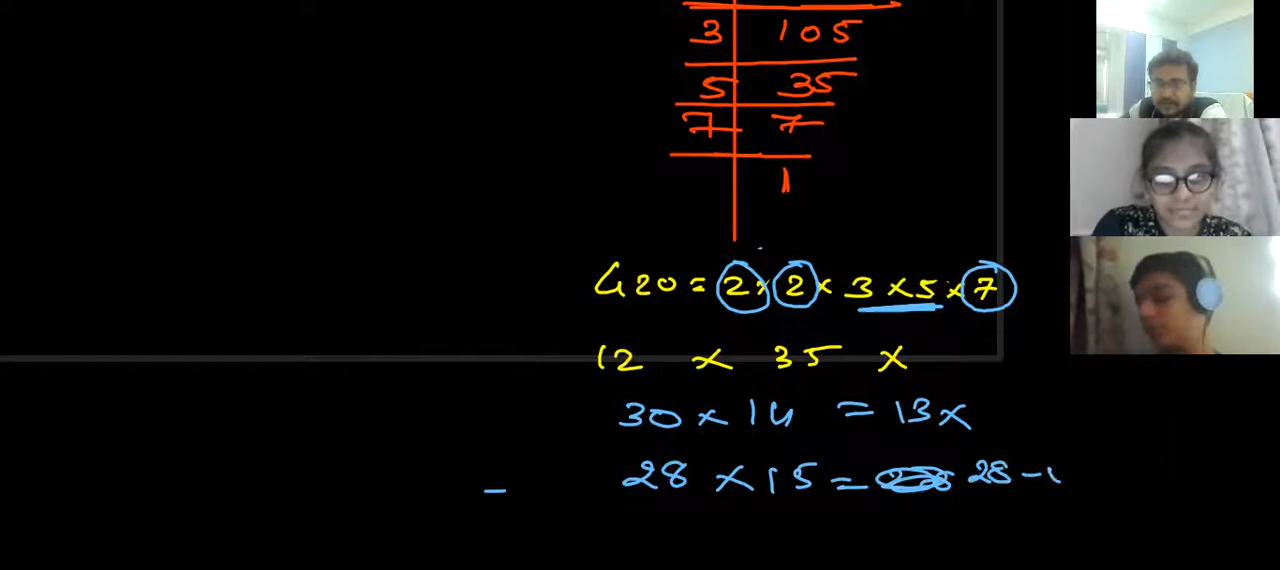 3 105
5 35
7 7
1
420 = 2 × 2 × 3 × 5 × 7
12 × 35 ×
30 × 14 = 13 ×
28 × 15 = 28 -